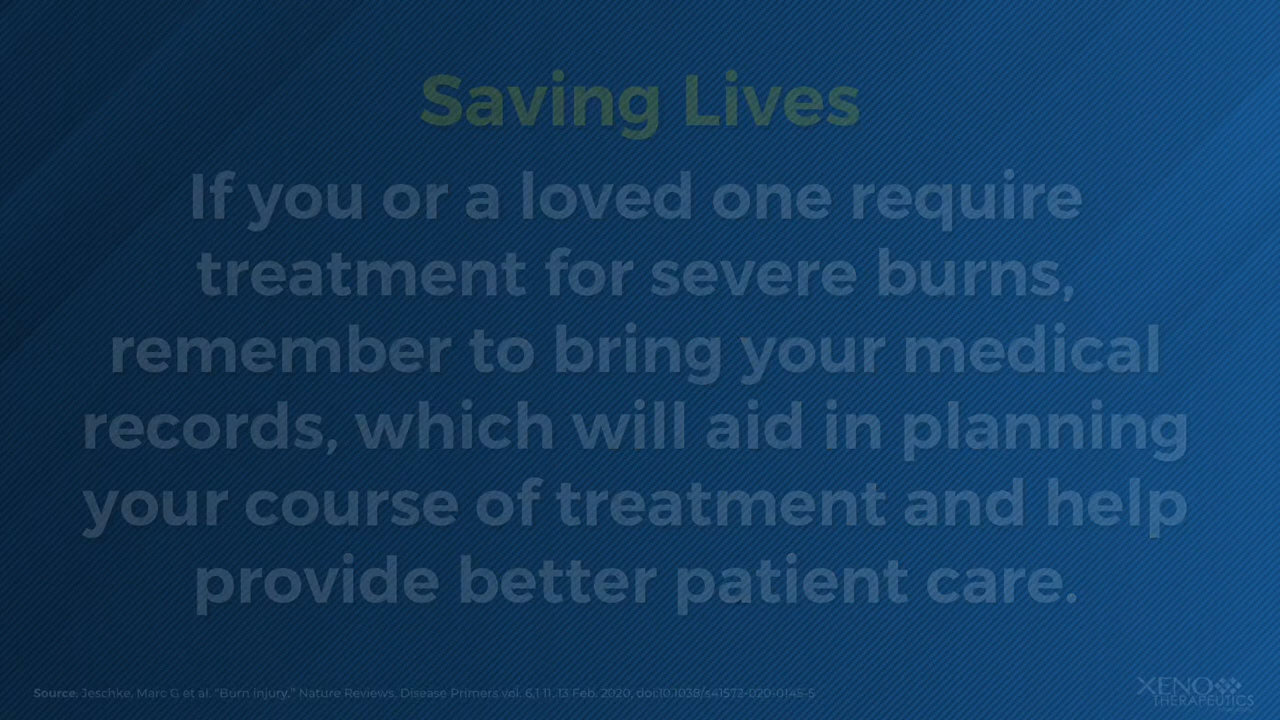 Saving Lives
If you or a loved one require
treatment for severe burns,
remember to bring your medical
records, which will aid in planning
your course of treatment and help
provide better patient care.
Source: Jeschke, Marc G et al. "Burn injury." Nature Reviews. Disease Primers vol. 6,1 11. 13 Feb. 2020, doi:10.1038/s41572-020-0145-5
XENO
THERAPEUTICS